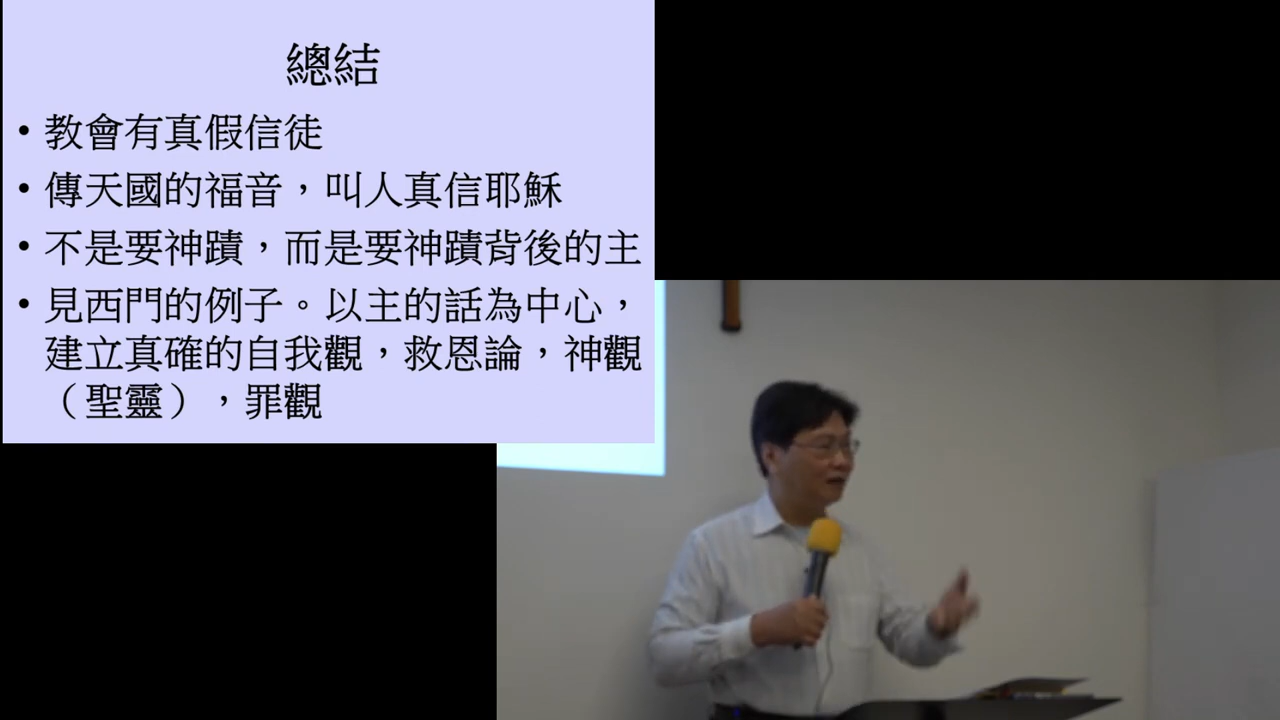 總結
• 教會有真假信徒
• 傳天國的福音，叫人真信耶穌
• 不是要神蹟，而是要神蹟背後的主
• 見西門的例子。以主的話為中心，
建立真確的自我觀，救恩論，神觀
（聖靈），罪觀